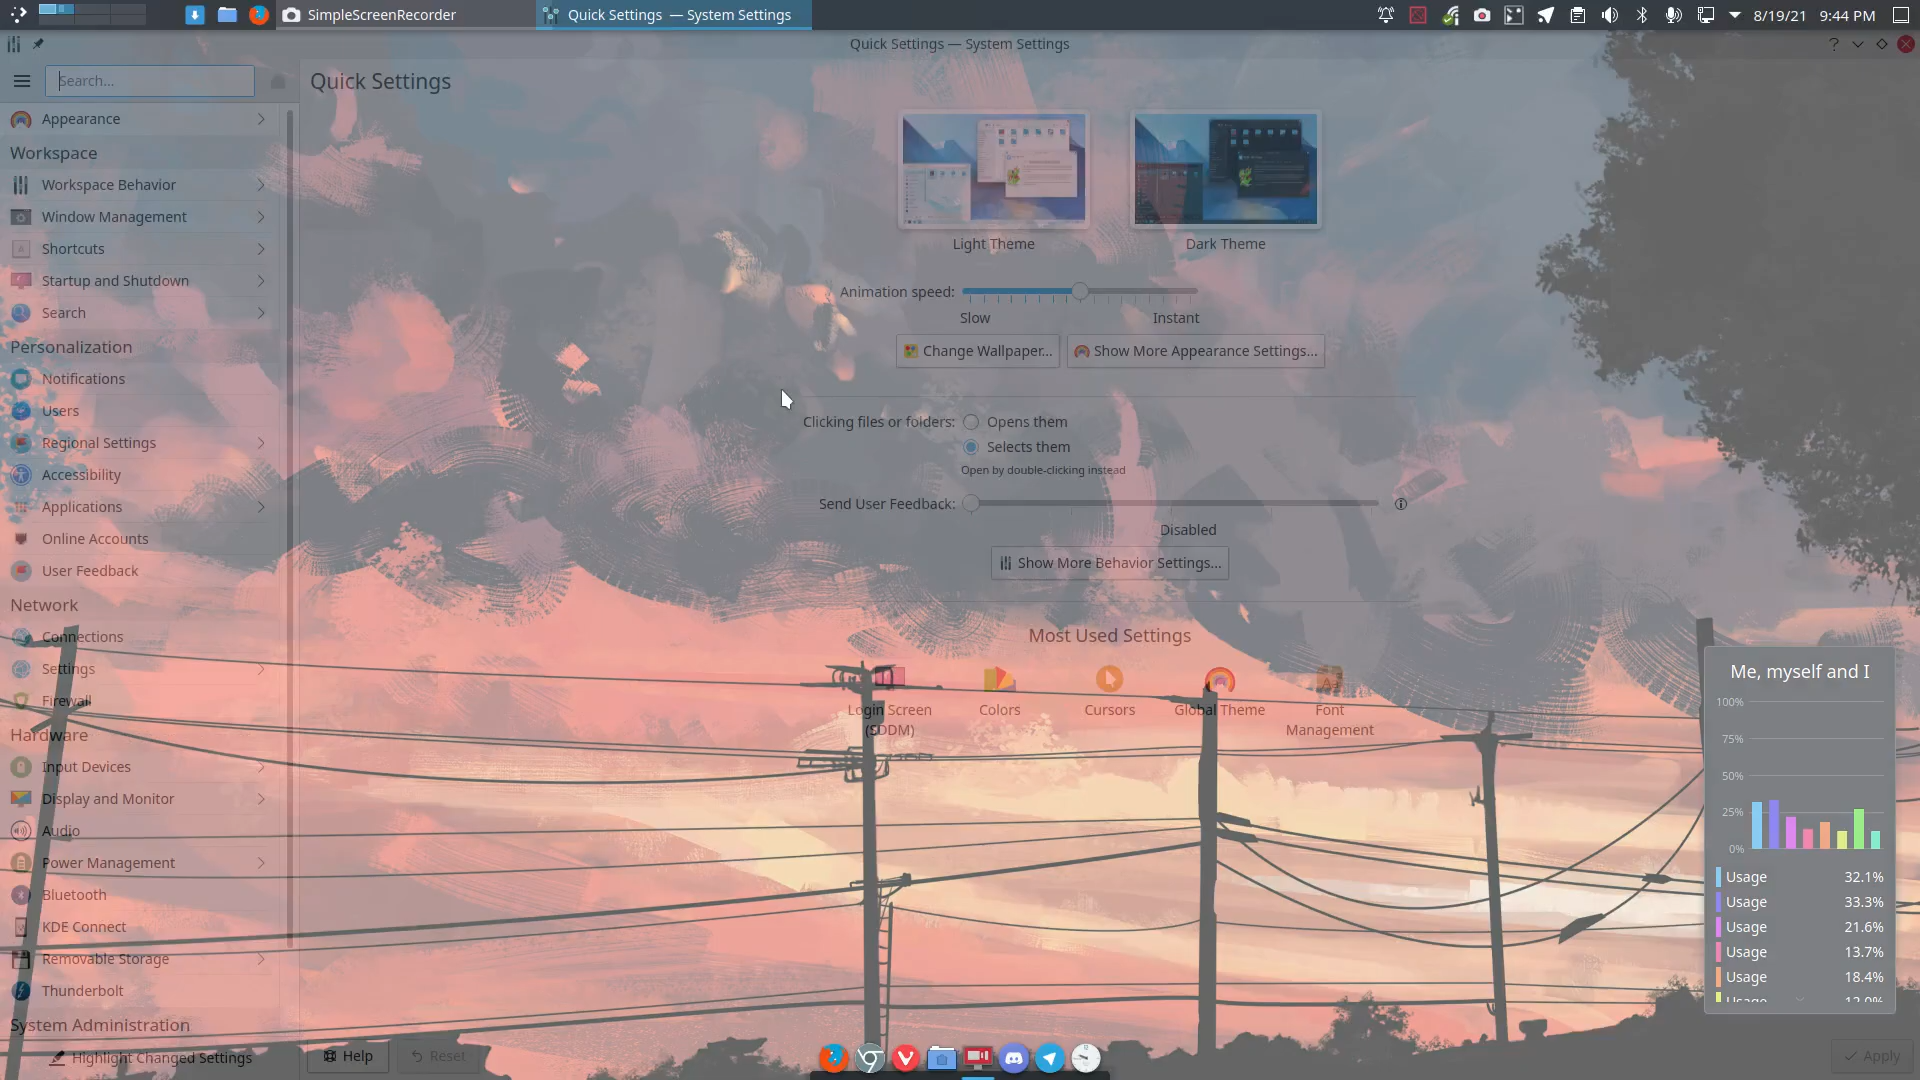 SimpleScreenRecorder
Quick Settings — System Settings
8/19/21
9:44 PM
Quick Settings — System Settings
Search...
Quick Settings
Appearance
Workspace
Workspace Behavior
Window Management
Shortcuts
Startup and Shutdown
Search
Personalization
Notifications
Users
Regional Settings
Accessibility
Applications
Online Accounts
User Feedback
Network
Connections
Settings
Firewall
Hardware
Input Devices
Display and Monitor
Audio
Power Management
Bluetooth
KDE Connect
Removable Storage
Thunderbolt
System Administration
Highlight Changed Settings
Light Theme
Dark Theme
Animation speed:
Slow
Instant
Change Wallpaper...
Show More Appearance Settings...
Clicking files or folders:
Opens them
Selects them
Open by double-clicking instead
Send User Feedback:
Disabled
Show More Behavior Settings...
Most Used Settings
Login Screen
(SDDM)
Colors
Cursors
Global Theme
Font
Management
Help
Reset
Apply
Me, myself and I
100%
75%
50%
25%
0%
Usage 32.1%
Usage 33.3%
Usage 21.6%
Usage 13.7%
Usage 18.4%
Usage 12.0%